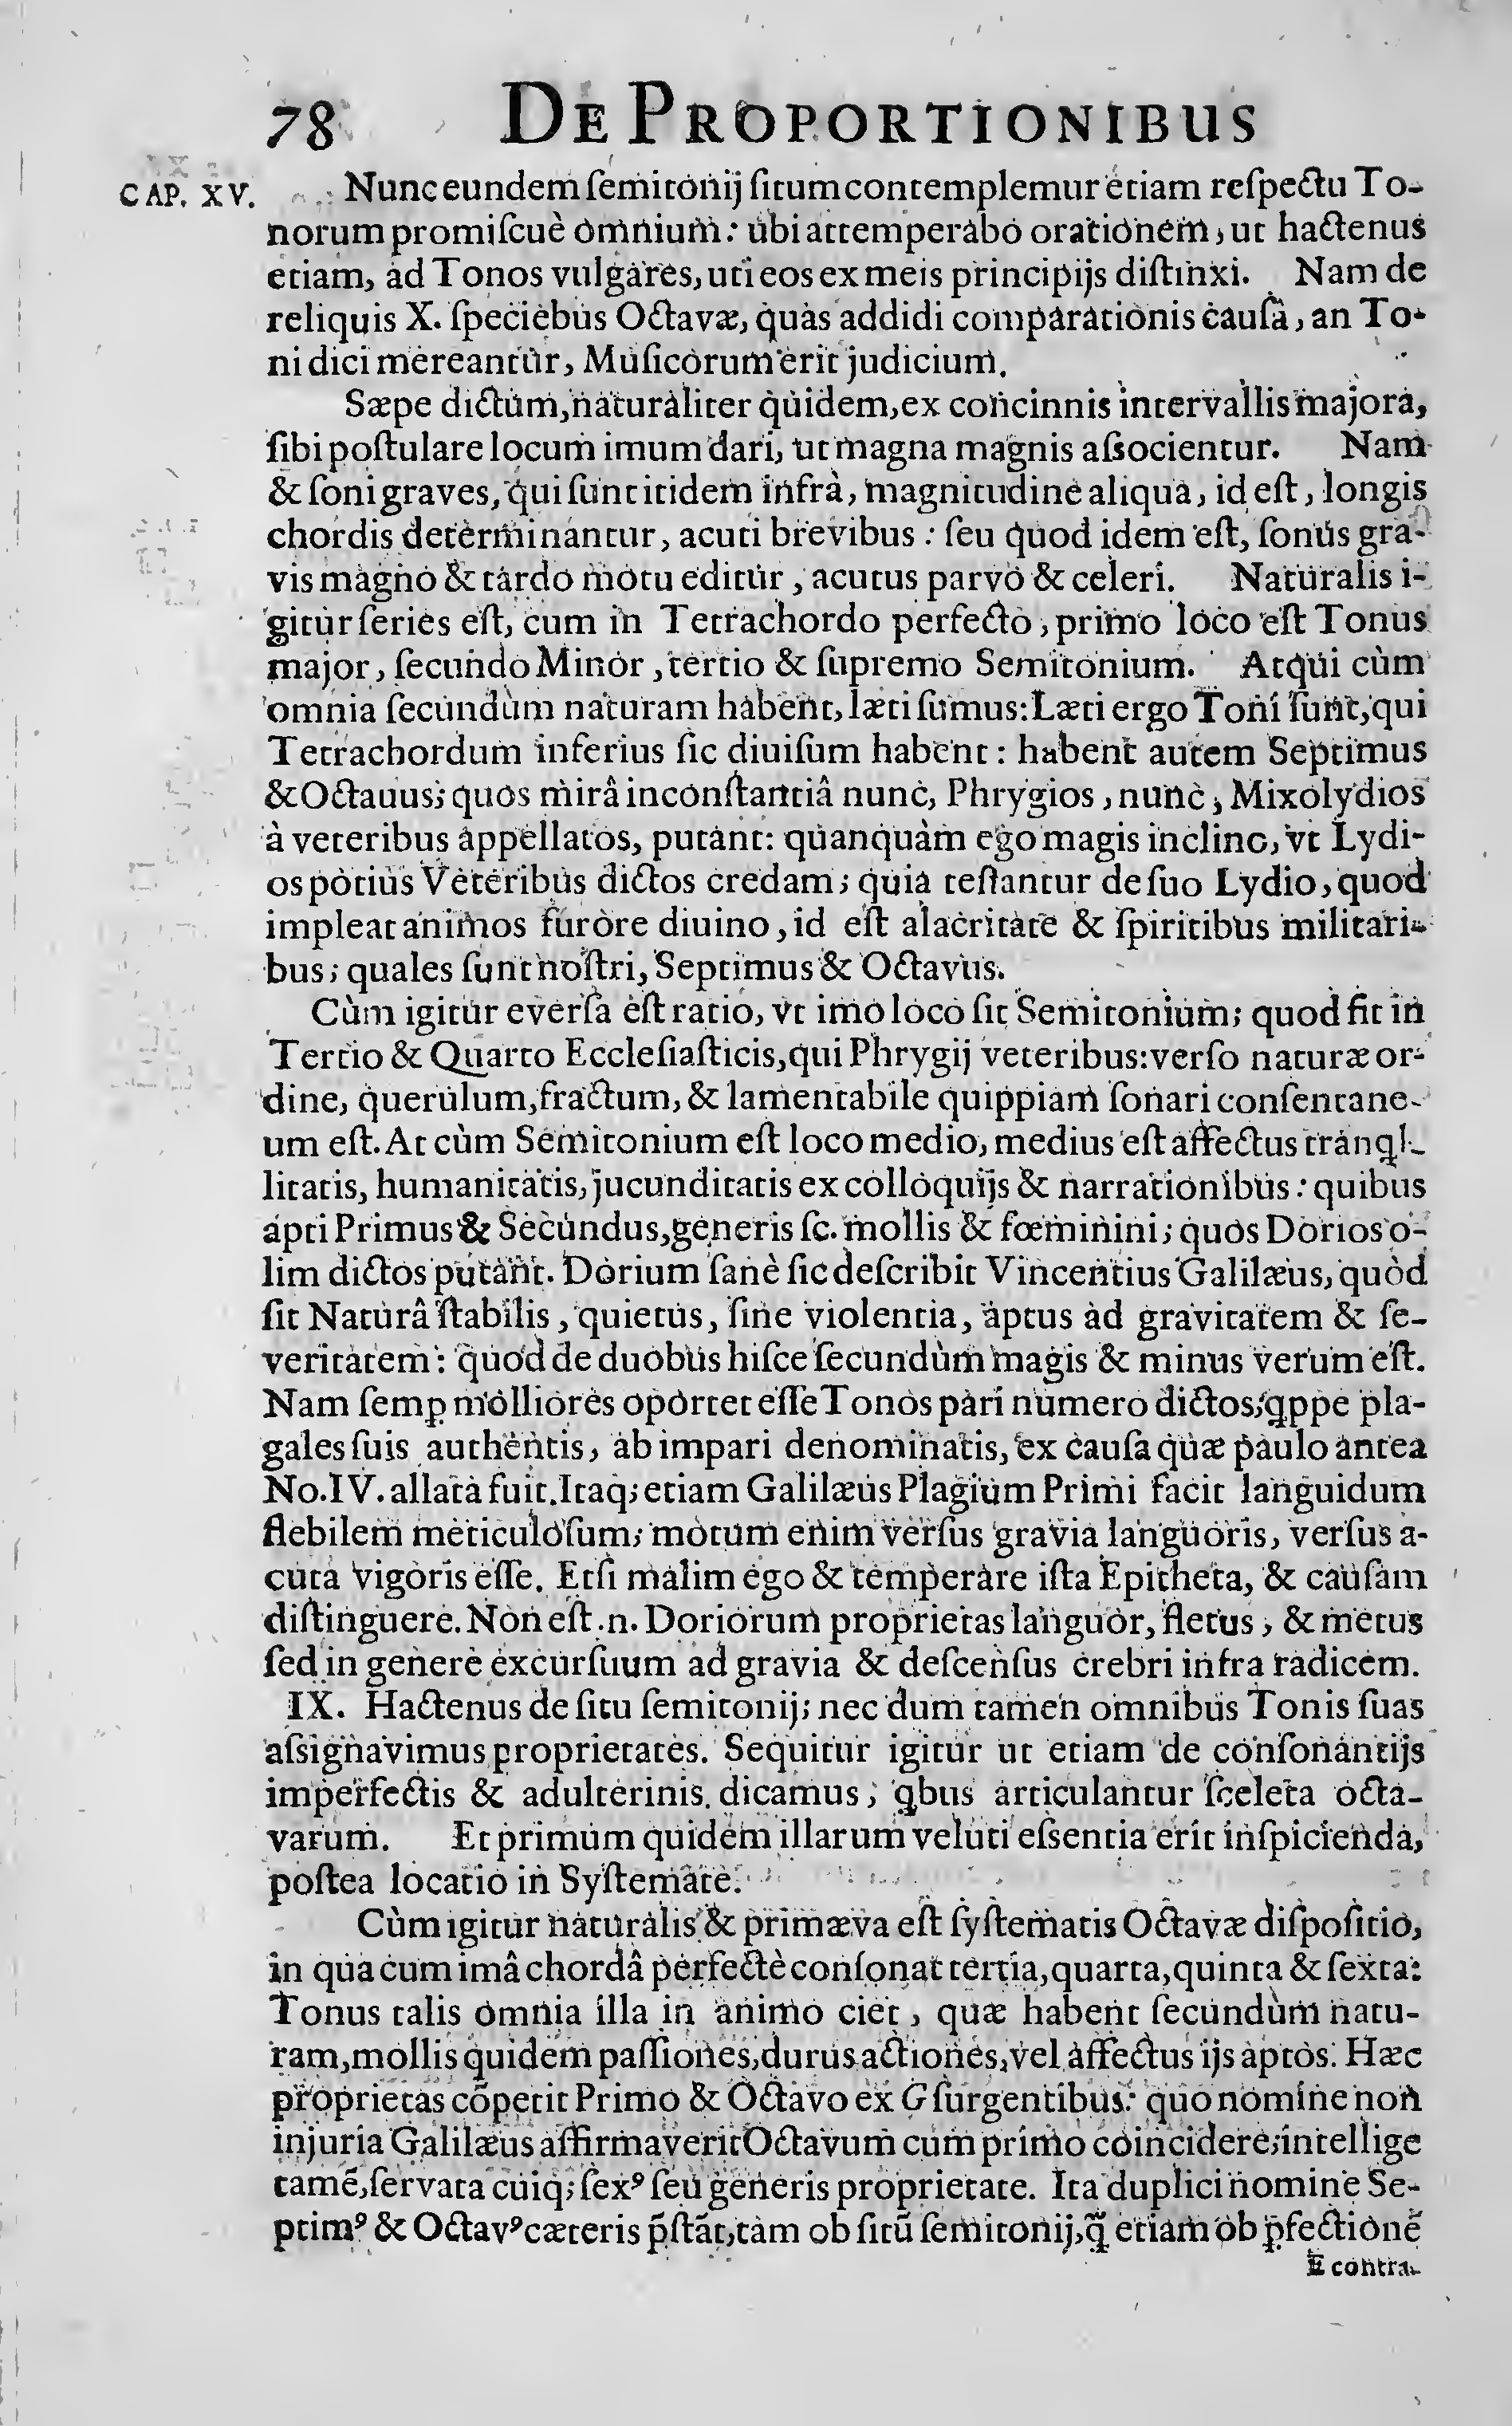 78 DE PROPORTIONIBUS
CAP. XV. Nunc eundem ſemitonij ſitum contemplemur etiam reſpectu To-
norum promiſcuè omnium: ubi attemperabo orationem, ut hactenus
etiam, ad Tonos vulgares, uti eos ex meis principijs diſtinxi. Nam de
reliquis X. ſpeciebus Octavæ, quas addidi comparationis cauſâ, an To-
ni dici mereantur, Muſicorum erit judicium.
Sæpe dictum, naturaliter quidem, ex concinnis intervallis majora,
ſibi poſtulare locum imum dari, ut magna magnis aſsocientur. Nam
& ſoni graves, qui ſunt itidem infrà, magnitudine aliqua, id eſt, longis
chordis determinantur, acuti brevibus: ſeu quod idem eſt, ſonus gra-
vis magno & tardo motu editur, acutus parvo & celeri. Naturalis i-
gitur ſeries eſt, cum in Tetrachordo perfecto, primo loco eſt Tonus
major, ſecundo Minor, tertio & ſupremo Semitonium. Atqui cùm
omnia ſecundùm naturam habent, læti ſumus: Læti ergo Toni ſunt, qui
Tetrachordum inferius ſic diuiſum habent: habent autem Septimus
& Octauus; quos mirâ inconſtantiâ nunc, Phrygios, nunc, Mixolydios
à veteribus appellatos, putant: quanquàm ego magis inclino, vt Lydi-
os potius Veteribus dictos credam; quia teſtantur de ſuo Lydio, quod
impleat animos furore diuino, id eſt alacritate & ſpiritibus militari-
bus; quales ſunt noſtri, Septimus & Octavus.
Cùm igitur everſa eſt ratio, vt imo loco ſit Semitonium; quod fit in
Tertio & Quarto Eccleſiaſticis, qui Phrygij veteribus: verſo naturæ or-
dine, querulum, fractum, & lamentabile quippiam ſonari conſentane-
um eſt. At cùm Semitonium eſt loco medio, medius eſt affectus tranqͥl-
litatis, humanitatis, jucunditatis ex colloquijs & narrationibus: quibus
apti Primus & Secundus, generis ſc. mollis & fœminini; quos Dorios o-
lim dictos putant. Dorium ſanè ſic deſcribit Vincentius Galilæus, quòd
ſit Naturâ ſtabilis, quietus, ſine violentia, aptus ad gravitatem & ſe-
veritatem: quod de duobus hiſce ſecundùm magis & minus verum eſt.
Nam ſemꝑ molliores oportet eſſe Tonos pari numero dictos, qͥppe pla-
gales ſuis authentis, ab impari denominatis, ex cauſa quæ paulo antea
No. IV. allata fuit. Itaq; etiam Galilæus Plagium Primi facit languidum
flebilem meticuloſum; motum enim verſus gravia languoris, verſus a-
cuta vigoris eſſe. Etſi malim ego & temperare iſta Epitheta, & cauſam
diſtinguere. Non eſt .n. Doriorum proprietas languor, fletus, & metus
ſed in genere excurſuum ad gravia & deſcenſus crebri infra radicem.
IX. Hactenus de ſitu ſemitonij; nec dum tamen omnibus Tonis ſuas
aſsignavimus proprietates. Sequitur igitur ut etiam de conſonantijs
imperfectis & adulterinis dicamus; qͥbus articulantur ſceleta octa-
varum. Et primum quidem illarum veluti eſsentia erit inſpicienda,
poſtea locatio in Syſtemate.
Cùm igitur naturalis & primæva eſt ſyſtematis Octavæ diſpoſitio,
in qua cum imâ chordâ perfectè conſonat tertia, quarta, quinta & ſexta:
Tonus talis omnia illa in animo ciet, quæ habent ſecundùm natu-
ram, mollis quidem paſſiones, durus actiones, vel affectus ijs aptos. Hæc
proprietas cõpetit Primo & Octavo ex G ſurgentibus: quo nomine non
injuria Galilæus affirmaverit Octavum cum primo coincidere; intellige
tamẽ, ſervata cuiq; ſexꝰ ſeu generis proprietate. Ita duplici nomine Se-
ptimꝰ & Octavꝰ cæteris p̃ſtãt, tàm ob ſitũ ſemitonij, q̃ etiam ob ꝑfectionẽ
E contra-